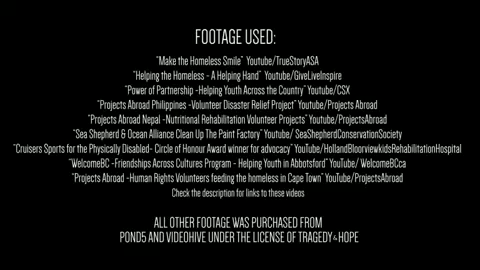 FOOTAGE USED:
"Make the Homeless Smile" Youtube/TrueStoryASA
"Helping the Homeless - A Helping Hand" Youtube/GiveLiveInspire
"Power of Partnership -Helping Youth Across the Country" Youtube/CSX
"Projects Abroad Philippines -Volunteer Disaster Relief Project" Youtube/Projects Abroad
"Projects Abroad Nepal -Nutritional Rehabilitation Volunteer Projects" Youtube/ProjectsAbroad
"Sea Shepherd & Ocean Alliance Clean Up The Paint Factory" Youtube/ SeaShepherdConservationSociety
"Cruisers Sports for the Physically Disabled- Circle of Honour Award winner for advocacy" YouTube/HollandBloorviewkidsRehabilitationHospital
"WelcomeBC -Friendships Across Cultures Program - Helping Youth in Abbotsford" YouTube/ WelcomeBCca
"Projects Abroad -Human Rights Volunteers feeding the homeless in Cape Town" YouTube/ProjectsAbroad
Check the description for links to these videos
ALL OTHER FOOTAGE WAS PURCHASED FROM
POND5 AND VIDEOHIVE UNDER THE LICENSE OF TRAGEDY & HOPE